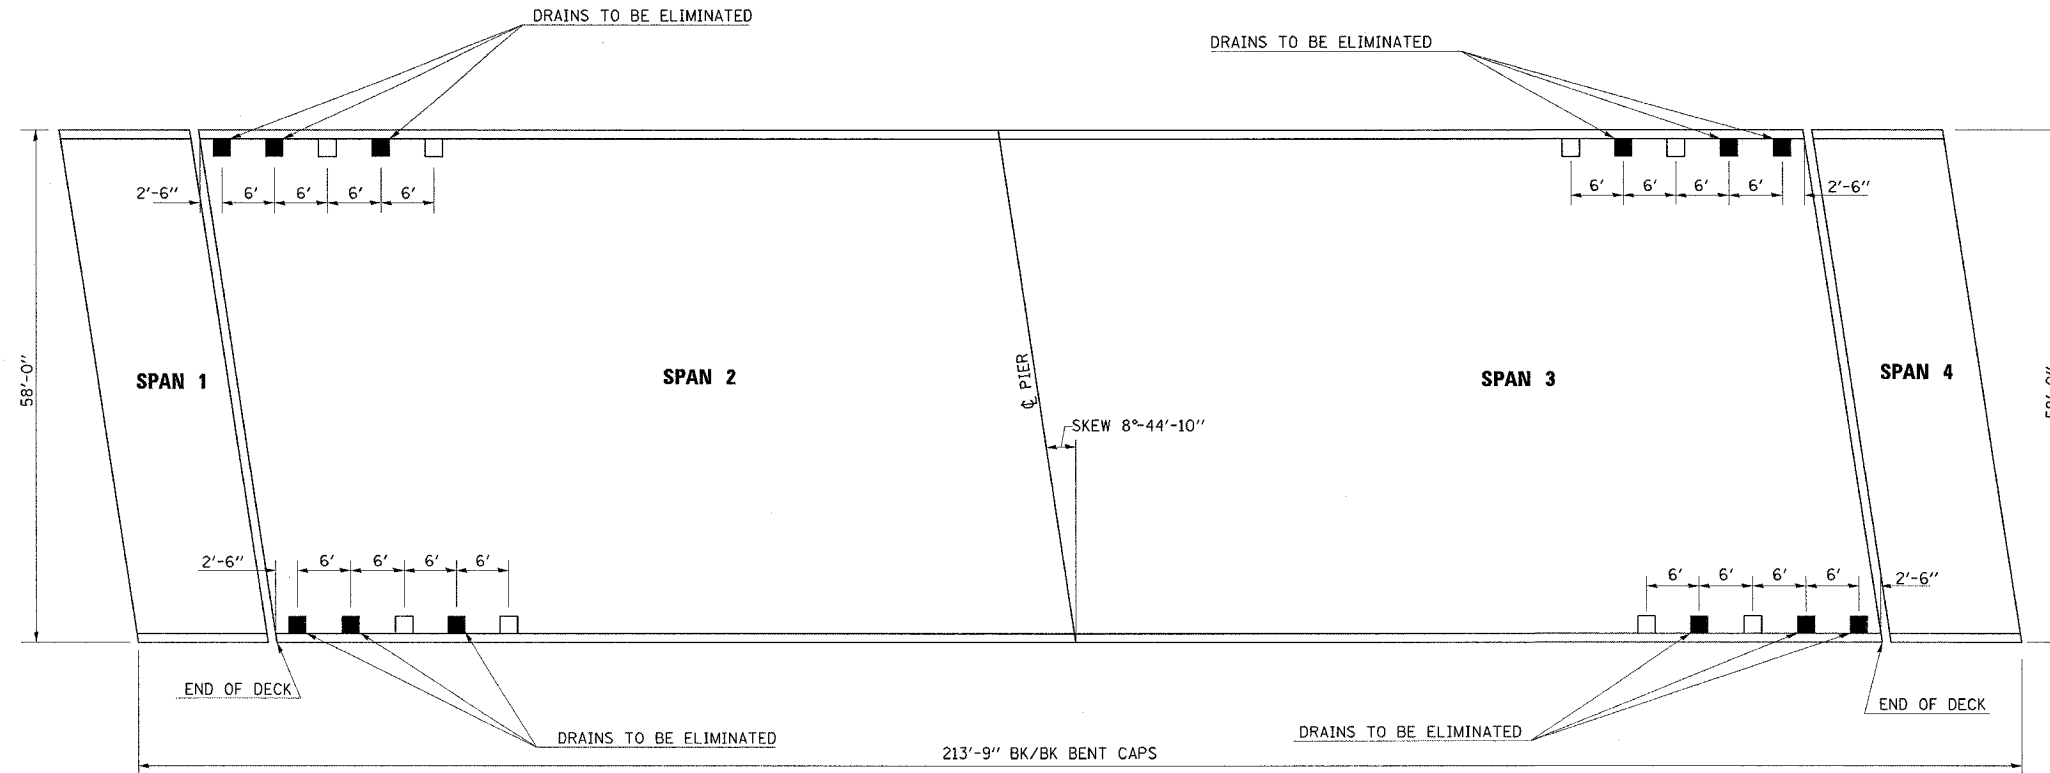 DRAINS TO BE ELIMINATED
DRAINS TO BE ELIMINATED
2'-6" 6' 6' 6' 6'
6' 6' 6' 6' 2'-6"
58'-0"
SPAN 1
SPAN 2
℄ PIER
SPAN 3
SPAN 4
SKEW 8°-44'-10"
2'-6" 6' 6' 6' 6'
6' 6' 6' 6' 2'-6"
END OF DECK
END OF DECK
DRAINS TO BE ELIMINATED
DRAINS TO BE ELIMINATED
213'-9" BK/BK BENT CAPS